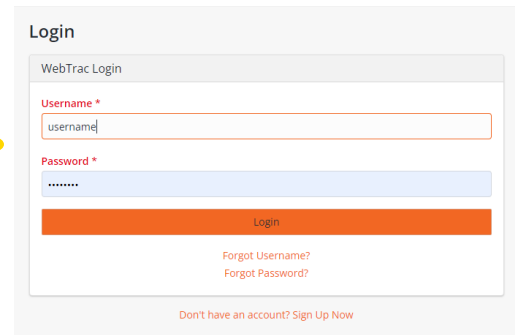 Login
WebTrac Login
Username *
username
Password *
••••••••
Login
Forgot Username?
Forgot Password?
Don't have an account? Sign Up Now